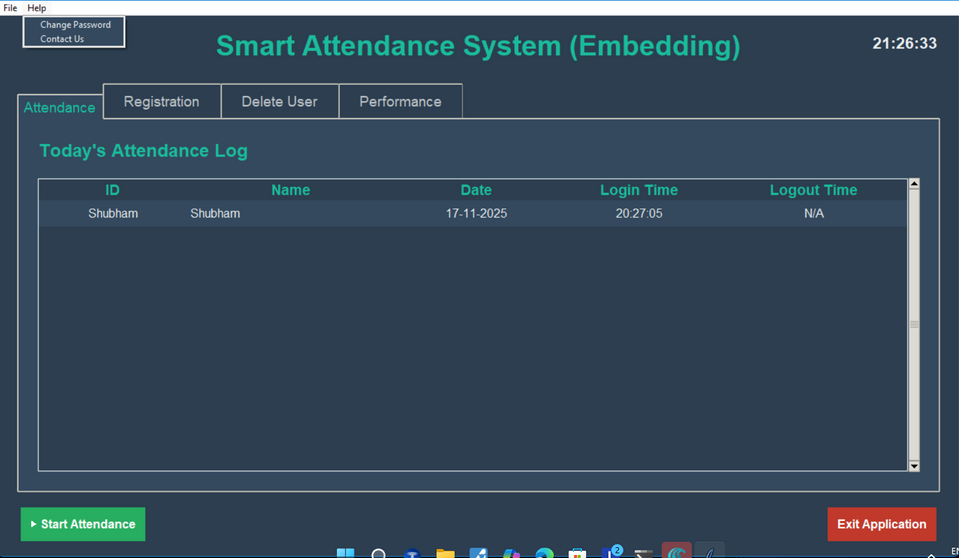 File Help
Change Password
Contact Us
Smart Attendance System (Embedding)
21:26:33
Attendance Registration Delete User Performance
Today's Attendance Log
ID Name Date Login Time Logout Time
Shubham Shubham 17-11-2025 20:27:05 N/A
Start Attendance Exit Application
2